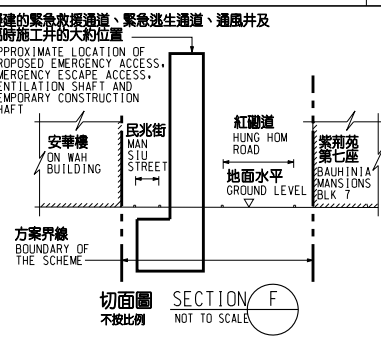 建的緊急救援通道、緊急逃生通道、通風井及
時施工井的大約位置
PPROXIMATE LOCATION OF
ROPOSED EMERGENCY ACCESS,
MERGENCY ESCAPE ACCESS,
ENTILATION SHAFT AND
EMPORARY CONSTRUCTION
HAFT
安華樓
ON WAH
BUILDING
民兆街
MAN
SIU
STREET
紅磡道
HUNG HOM
ROAD
地面水平
GROUND LEVEL
紫荊苑
第七座
BAUHINIA
MANSIONS
BLK 7
方案界線
BOUNDARY OF
THE SCHEME
切面圖 SECTION F
不按比例 NOT TO SCALE